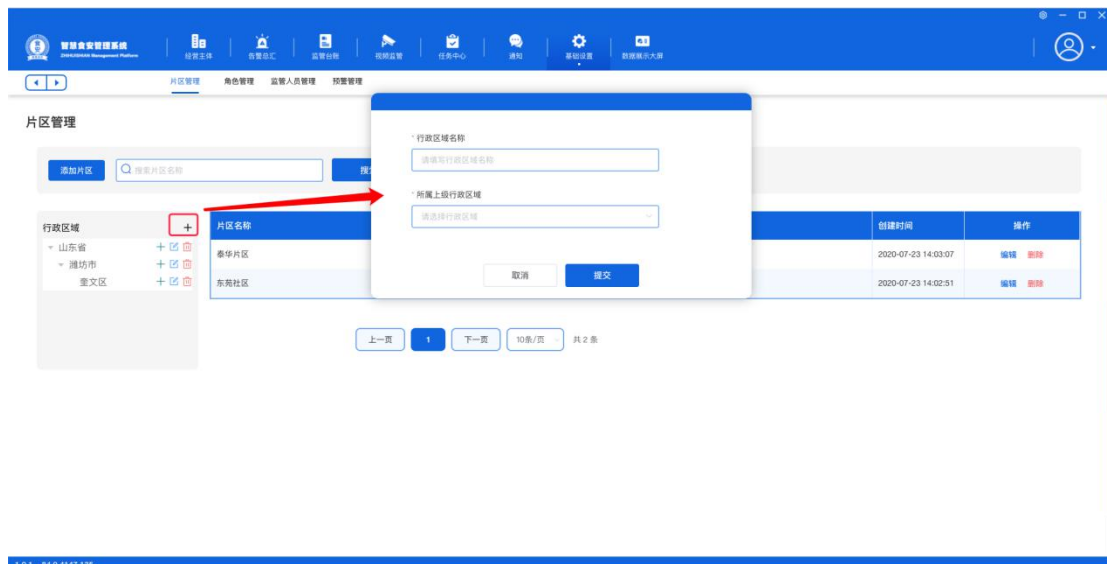 智慧食安管理系统
ZHIHUISHIAN Management Platform
经营主体
告警总汇
监管台账
视频监管
任务中心
通知
基础设置
数据展示大屏
片区管理 角色管理 监管人员管理 预警管理
片区管理
添加片区
搜索片区名称
搜
*行政区域名称
请填写行政区域名称
*所属上级行政区域
请选择行政区域
取消 提交
行政区域 +
山东省
潍坊市
奎文区
片区名称 创建时间 操作
泰华片区 2020-07-23 14:03:07 编辑 删除
东苑社区 2020-07-23 14:02:51 编辑 删除
上一页 1 下一页 10条/页 共 2 条